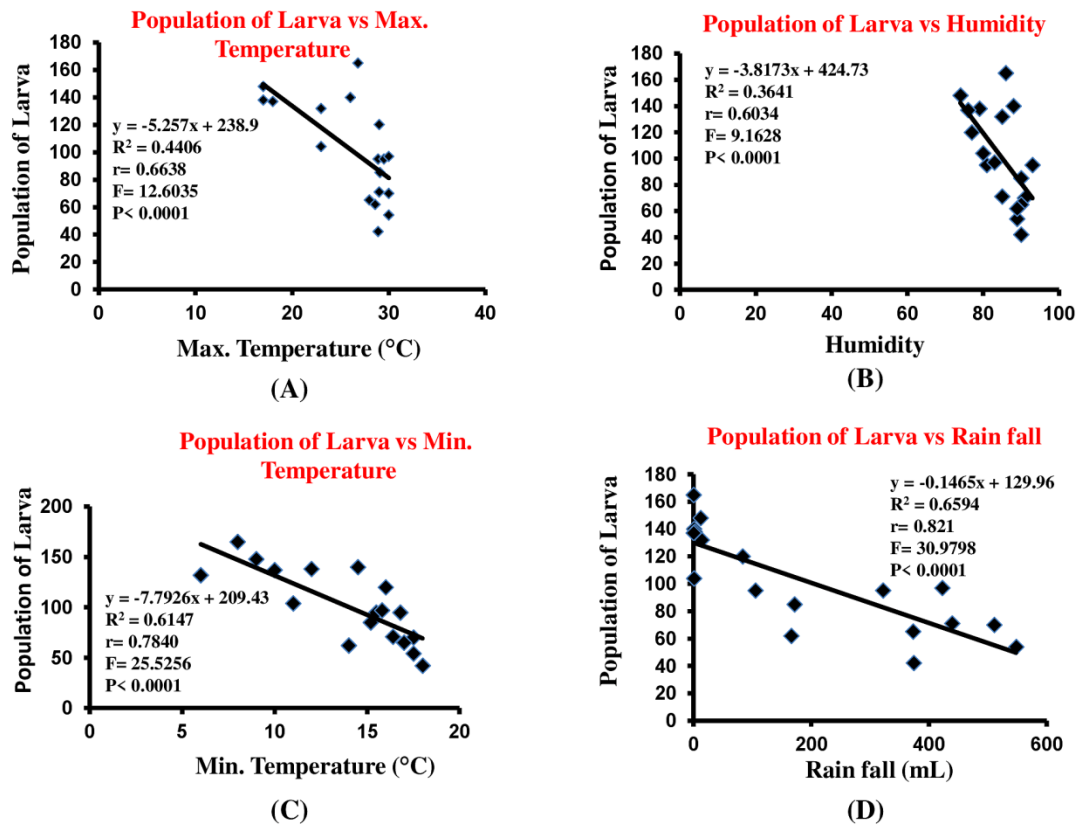 Population of Larva vs Max.
Temperature
Population of Larva
180
160
140
120
100
80
60
40
20
0
y = -5.257x + 238.9
R² = 0.4406
r= 0.6638
F= 12.6035
P< 0.0001
0 10 20 30 40
Max. Temperature (°C)
(A)
Population of Larva vs Humidity
Population of Larva
180
160
140
120
100
80
60
40
20
0
y = -3.8173x + 424.73
R² = 0.3641
r= 0.6034
F= 9.1628
P< 0.0001
0 20 40 60 80 100
Humidity
(B)
Population of Larva vs Min.
Temperature
Population of Larva
200
150
100
50
0
y = -7.7926x + 209.43
R² = 0.6147
r= 0.7840
F= 25.5256
P< 0.0001
0 5 10 15 20
Min. Temperature (°C)
(C)
Population of Larva vs Rain fall
Population of Larva
180
160
140
120
100
80
60
40
20
0
y = -0.1465x + 129.96
R² = 0.6594
r= 0.821
F= 30.9798
P< 0.0001
0 200 400 600
Rain fall (mL)
(D)